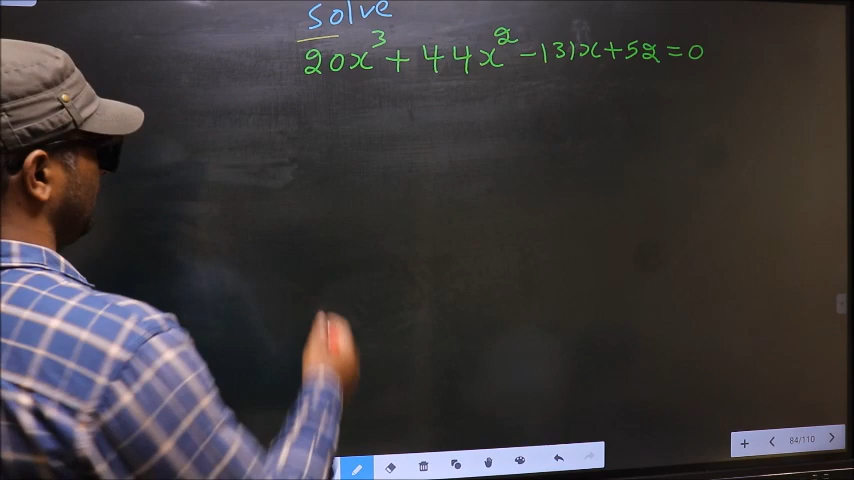 solve
20x³ + 44x² - 131x + 52 = 0
84/110